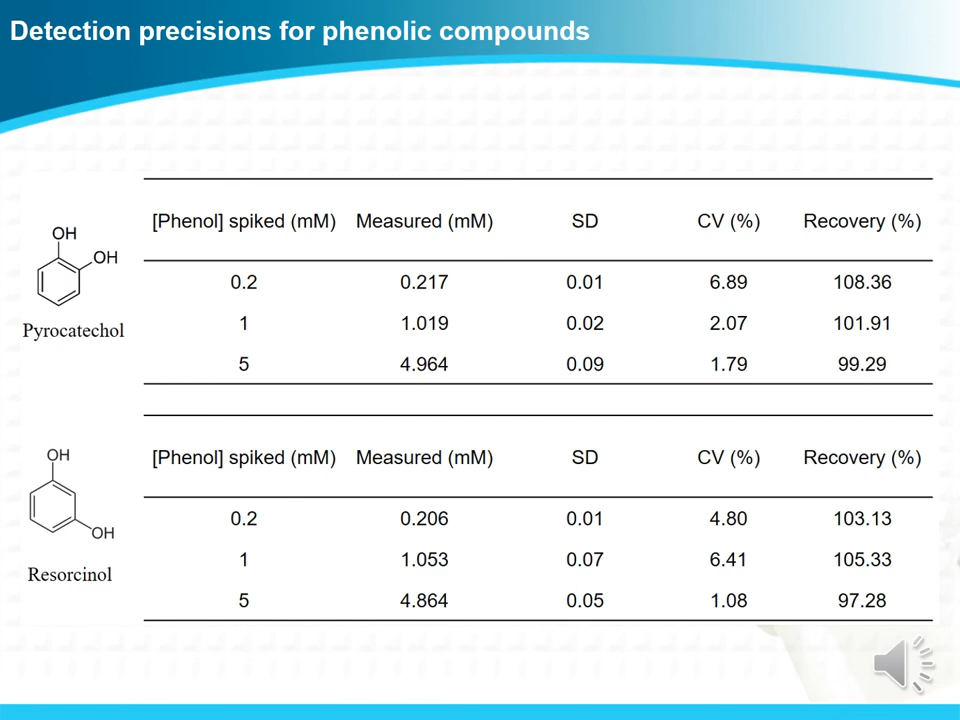 Detection precisions for phenolic compounds
[Phenol] spiked (mM) Measured (mM) SD CV (%) Recovery (%)
OH
OH
0.2 0.217 0.01 6.89 108.36
1 1.019 0.02 2.07 101.91
Pyrocatechol
5 4.964 0.09 1.79 99.29
[Phenol] spiked (mM) Measured (mM) SD CV (%) Recovery (%)
OH
0.2 0.206 0.01 4.80 103.13
OH
1 1.053 0.07 6.41 105.33
Resorcinol
5 4.864 0.05 1.08 97.28